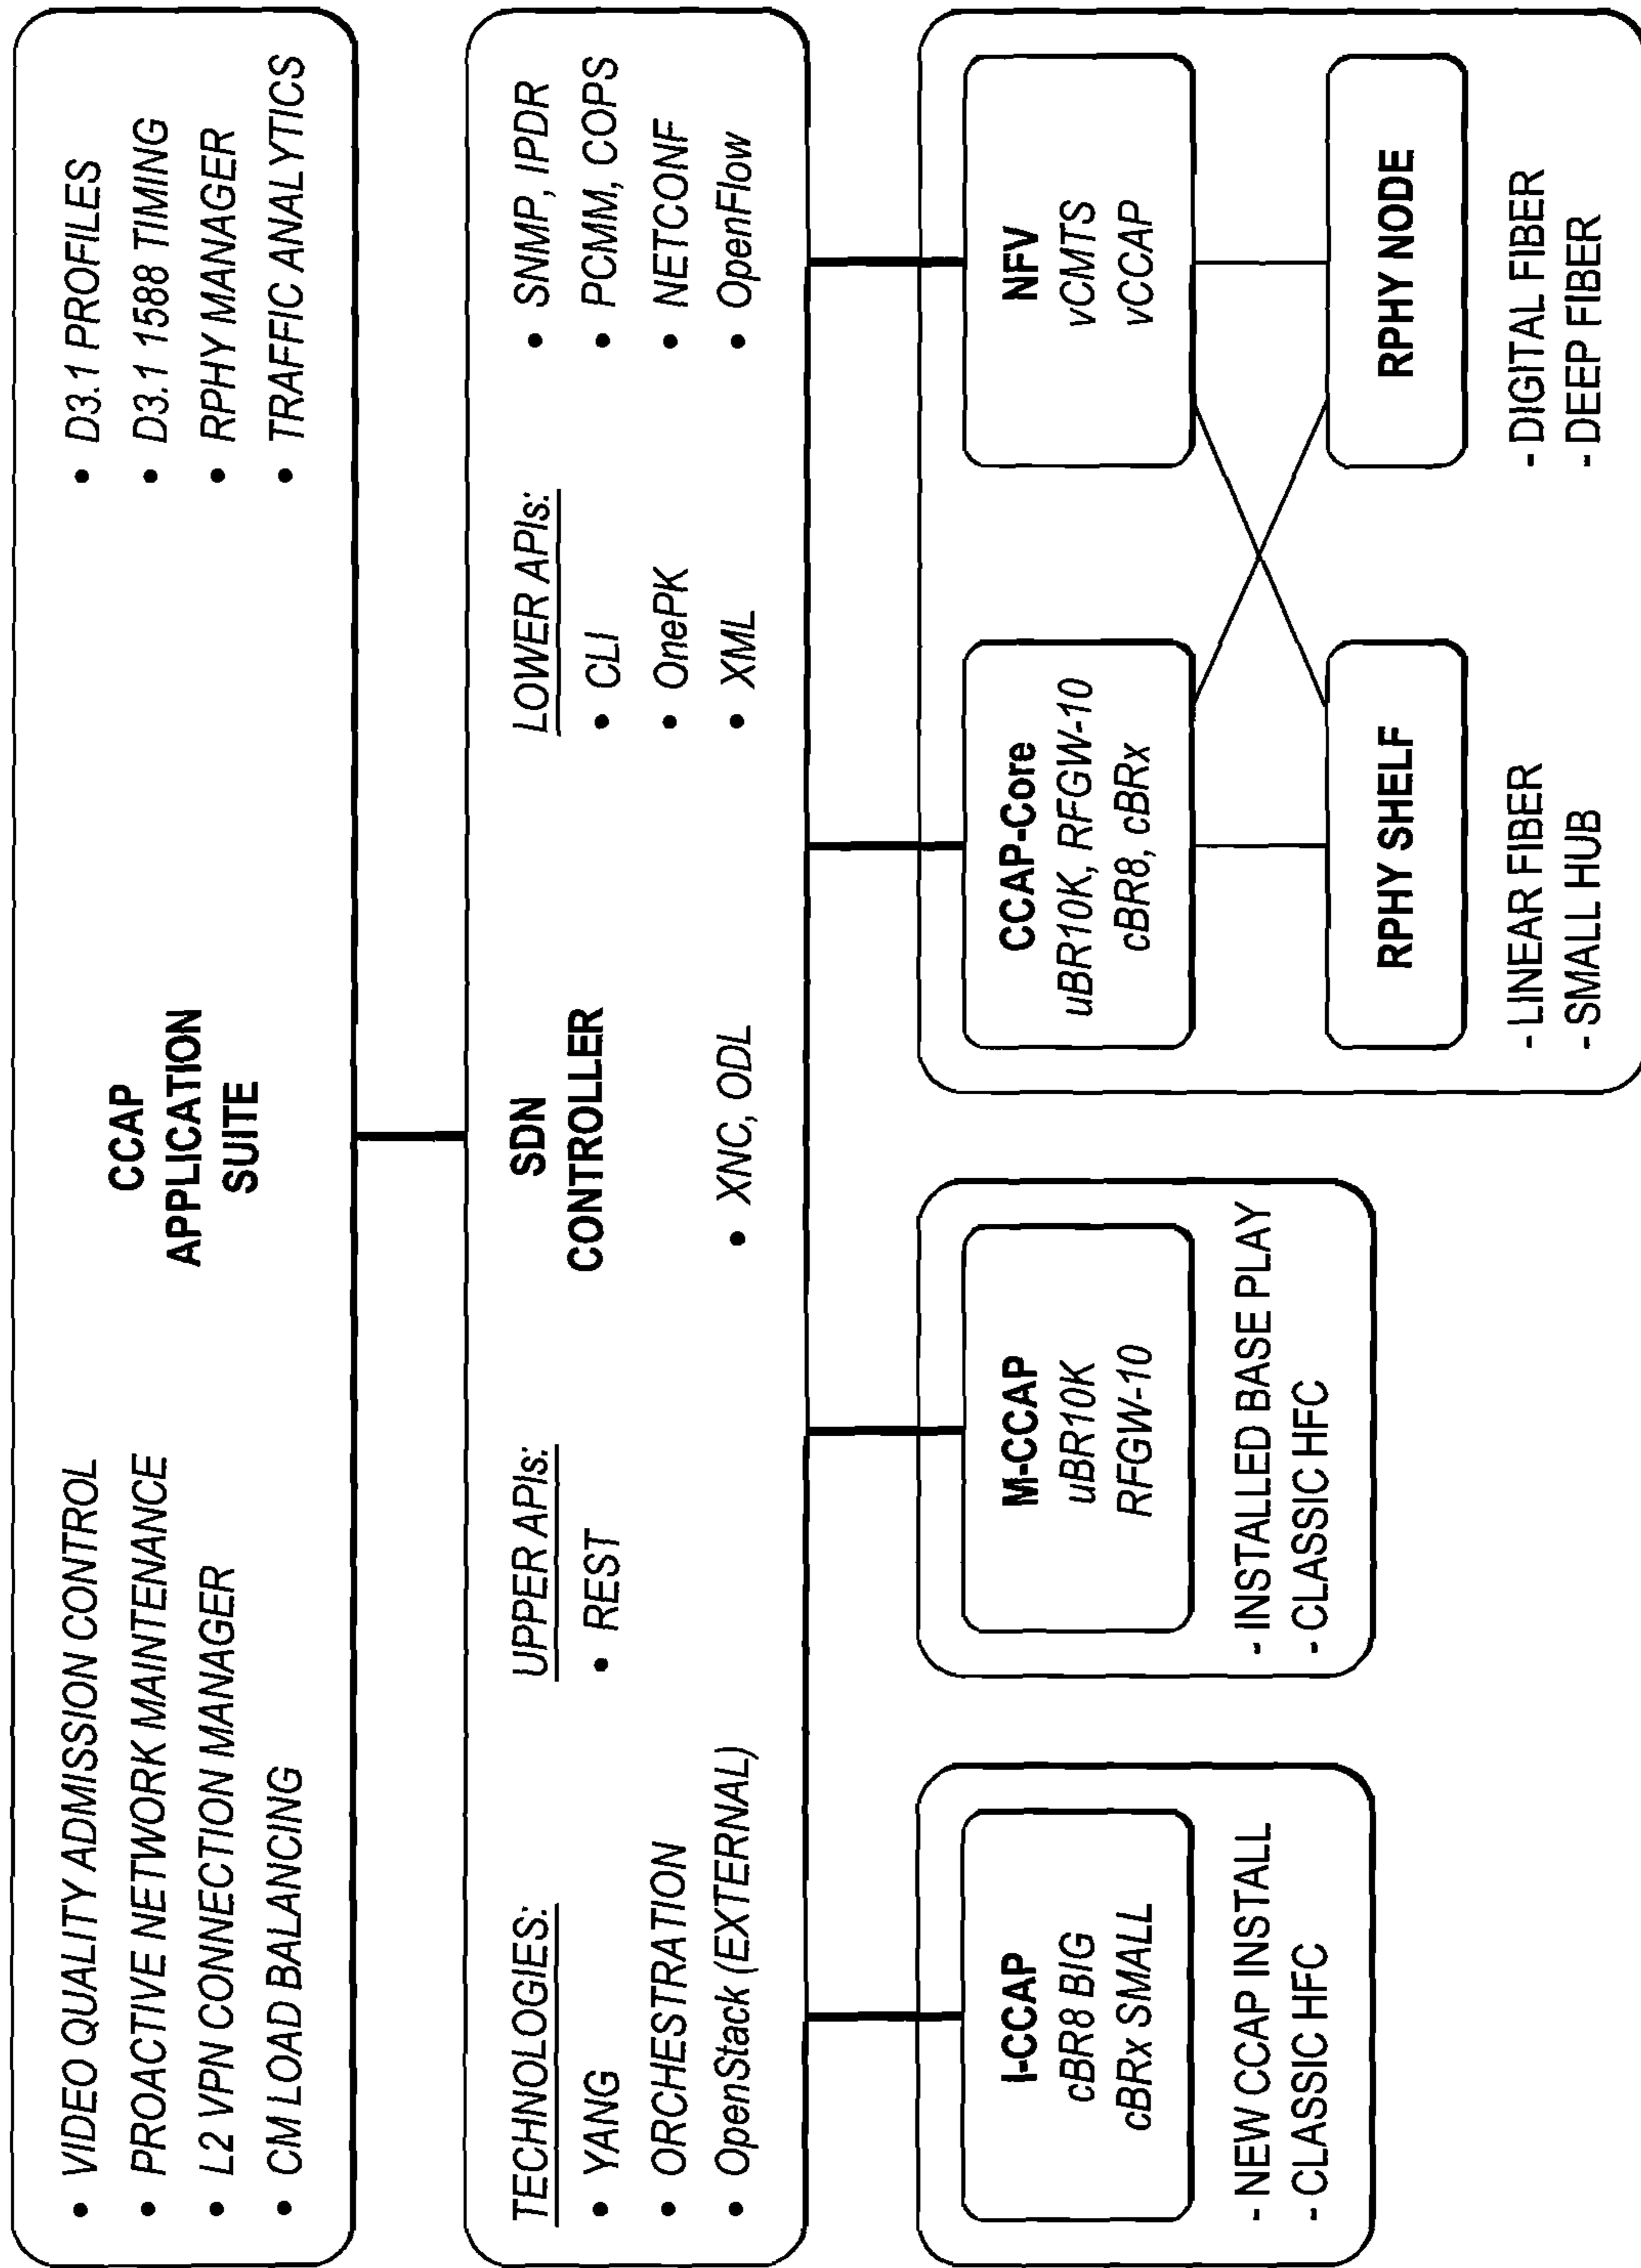 • VIDEO QUALITY ADMISSION CONTROL
• PROACTIVE NETWORK MAINTENANCE
• L2 VPN CONNECTION MANAGER
• CM LOAD BALANCING
CCAP
APPLICATION
SUITE
• D3.1 PROFILES
• D3.1 1588 TIMING
• RPHY MANAGER
• TRAFFIC ANALYTICS
TECHNOLOGIES:
• YANG
• ORCHESTRATION
• OpenStack (EXTERNAL)
UPPER APIs:
• REST
SDN
CONTROLLER
• XNC, ODL
LOWER APIs:
• CLI
• OnePK
• XML
• SNMP, IPDR
• PCMM, COPS
• NETCONF
• OpenFlow
I-CCAP
cBR8 BIG
cBRx SMALL
- NEW CCAP INSTALL
- CLASSIC HFC
M-CCAP
uBR10K
RFGW-10
- INSTALLED BASE PLAY
- CLASSIC HFC
CCAP-Core
uBR10K, RFGW-10
cBR8, cBRx
NFV
vCMTS
vCCAP
RPHY SHELF
- LINEAR FIBER
- SMALL HUB
RPHY NODE
- DIGITAL FIBER
- DEEP FIBER